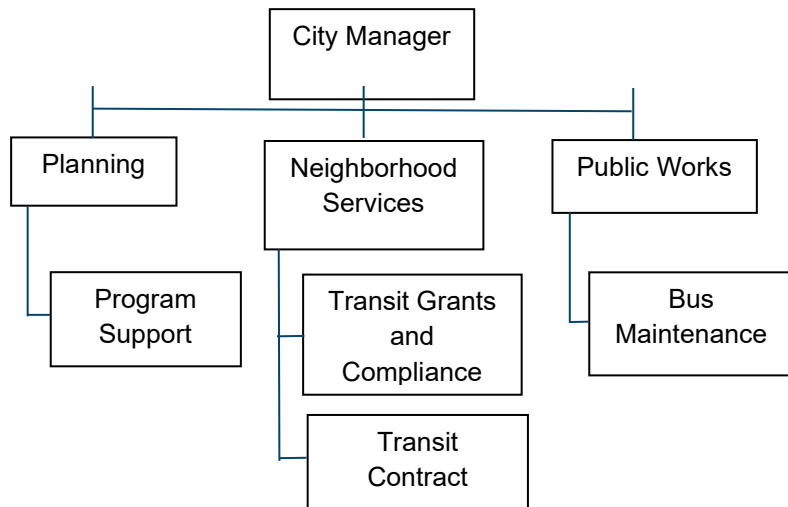 City Manager
Planning
Neighborhood
Services
Public Works
Program
Support
Transit Grants
and
Compliance
Bus
Maintenance
Transit
Contract